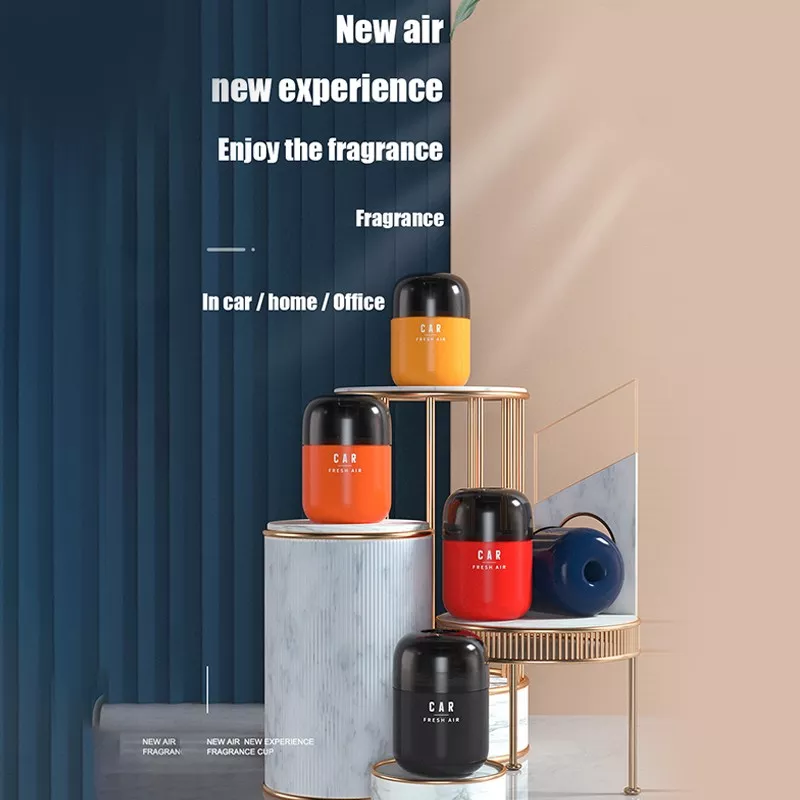 New air
new experience
Enjoy the fragrance
Fragrance
In car / home / Office
CAR
FRESH AIR
CAR
FRESH AIR
CAR
FRESH AIR
CAR
FRESH AIR
NEW AIR NEW AIR NEW EXPERIENCE
FRAGRANC FRAGRANCE CUP